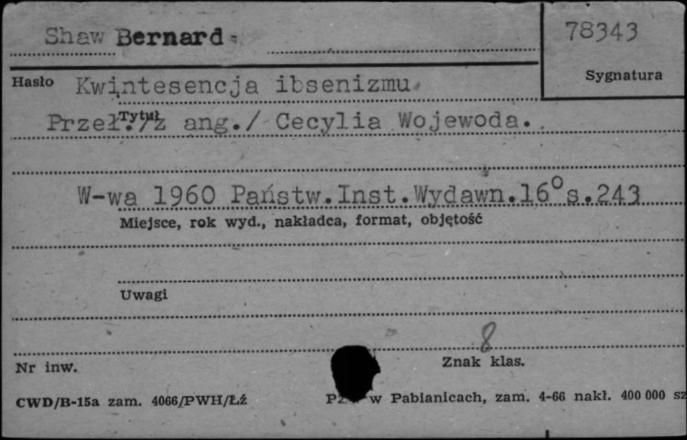 Shaw Bernard
78343
Sygnatura
Hasło Kwintesencja ibsenizmu.
Tytuł
Przeł./z ang./ Cecylia Wojewoda.
W-wa 1960 Państw.Inst.Wydawn.16° s.243
Miejsce, rok wyd., nakładca, format, objętość
Uwagi
8
Nr inw.
Znak klas.
CWD/B-15a zam. 4066/PWH/Łź
w Pabianicach, zam. 4-66 nakł. 400 000